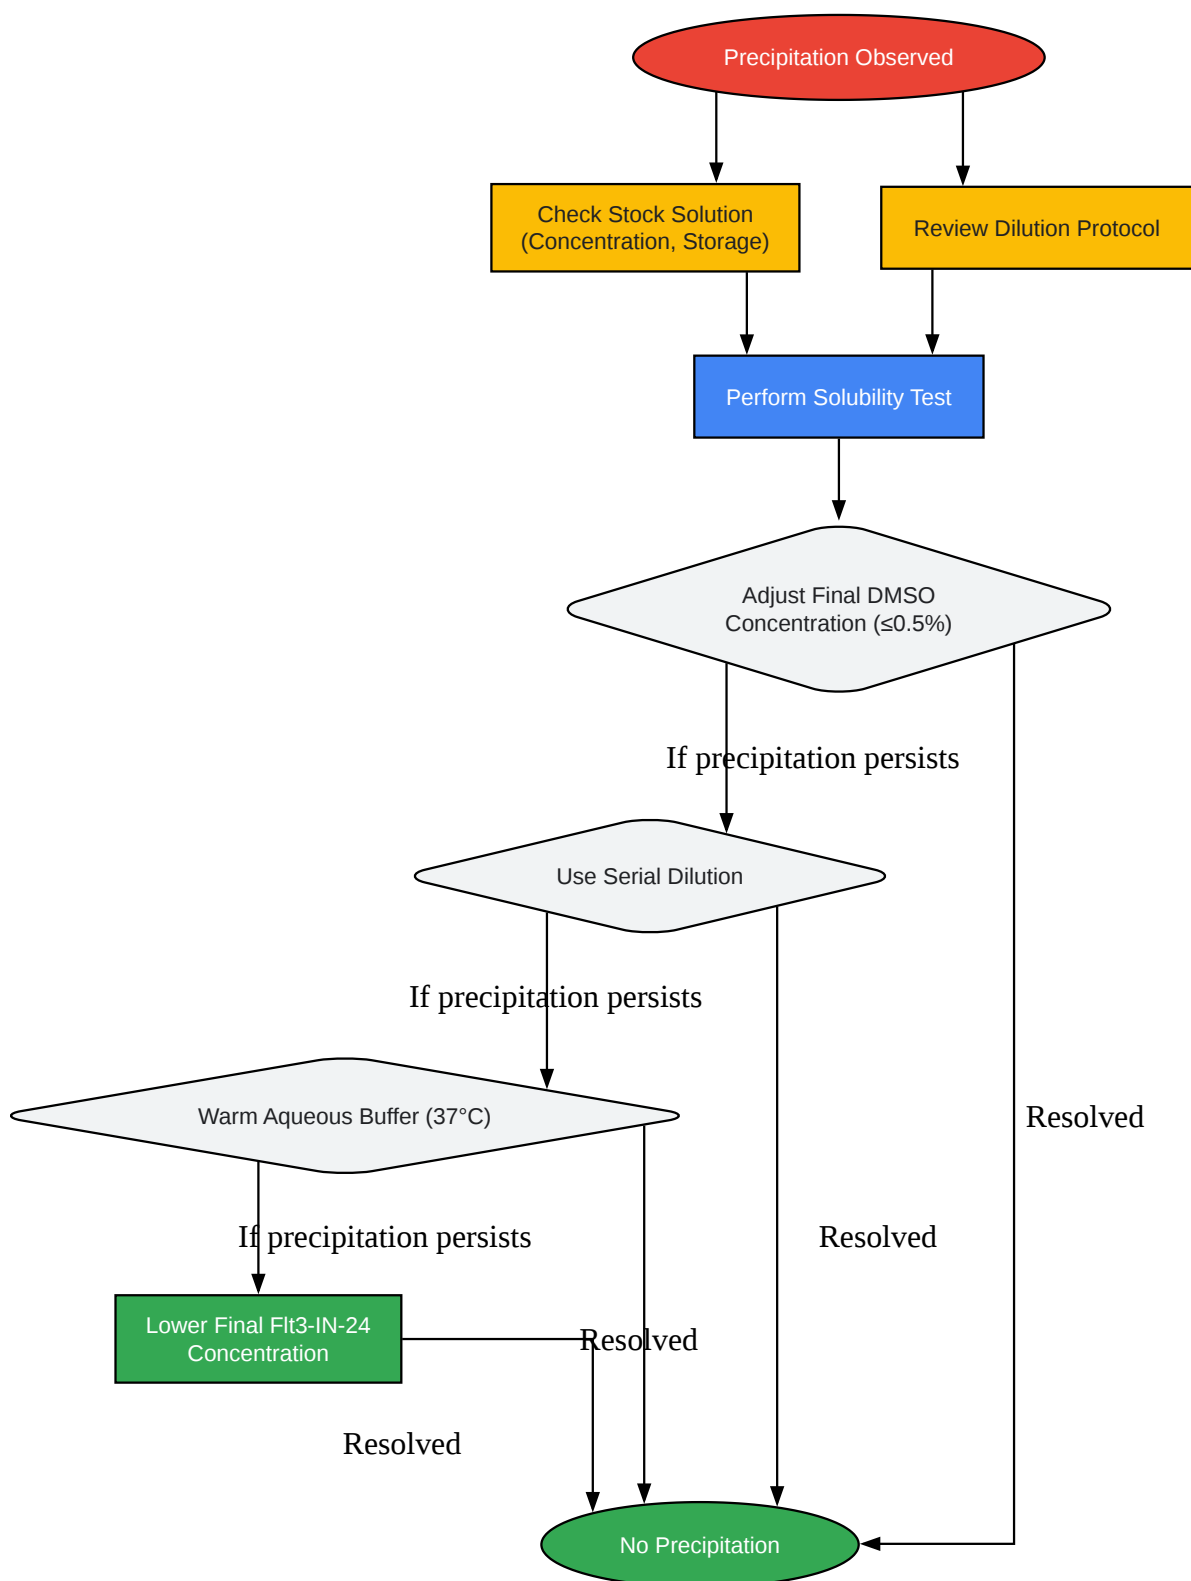 Precipitation Observed
Check Stock Solution
(Concentration, Storage)
Review Dilution Protocol
Perform Solubility Test
Adjust Final DMSO
Concentration (≤0.5%)
If precipitation persists
Use Serial Dilution
If precipitation persists
Warm Aqueous Buffer (37°C)
Resolved
If precipitation persists
Resolved
Lower Final Flt3-IN-24
Concentration
Resolved
Resolved
No Precipitation